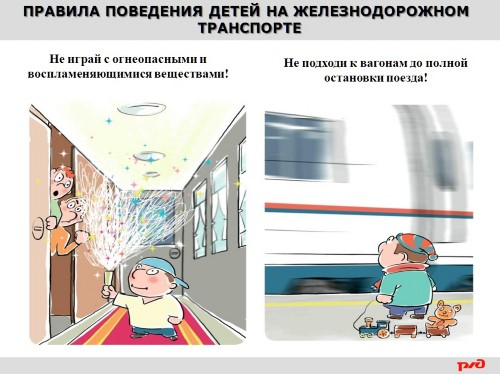 ПРАВИЛА ПОВЕДЕНИЯ ДЕТЕЙ НА ЖЕЛЕЗНОДОРОЖНОМ
ТРАНСПОРТЕ
Не играй с огнеопасными и
воспламеняющимися веществами!
Не подходи к вагонам до полной
остановки поезда!
РЖД